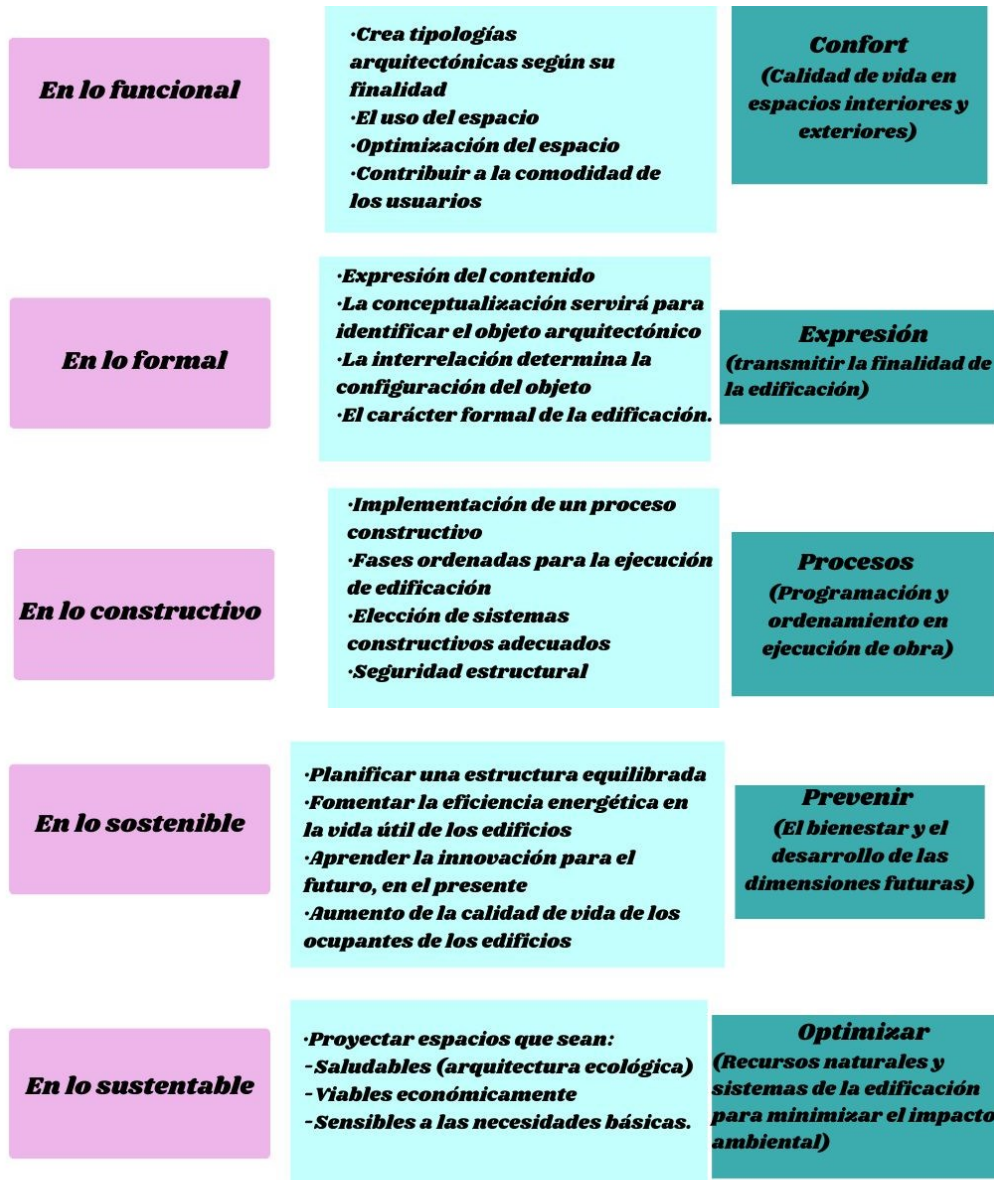 En lo funcional
·Crea tipologías
arquitectónicas según su
finalidad
·El uso del espacio
·Optimización del espacio
·Contribuir a la comodidad de
los usuarios
Confort
(Calidad de vida en
espacios interiores y
exteriores)
En lo formal
·Expresión del contenido
·La conceptualización servirá para
identificar el objeto arquitectónico
·La interrelación determina la
configuración del objeto
·El carácter formal de la edificación.
Expresión
(transmitir la finalidad de
la edificación)
En lo constructivo
·Implementación de un proceso
constructivo
·Fases ordenadas para la ejecución
de edificación
·Elección de sistemas
constructivos adecuados
·Seguridad estructural
Procesos
(Programación y
ordenamiento en
ejecución de obra)
En lo sostenible
·Planificar una estructura equilibrada
·Fomentar la eficiencia energética en
la vida útil de los edificios
·Aprender la innovación para el
futuro, en el presente
·Aumento de la calidad de vida de los
ocupantes de los edificios
Prevenir
(El bienestar y el
desarrollo de las
dimensiones futuras)
En lo sustentable
·Proyectar espacios que sean:
-Saludables (arquitectura ecológica)
-Viables económicamente
-Sensibles a las necesidades básicas.
Optimizar
(Recursos naturales y
sistemas de la edificación
para minimizar el impacto
ambiental)